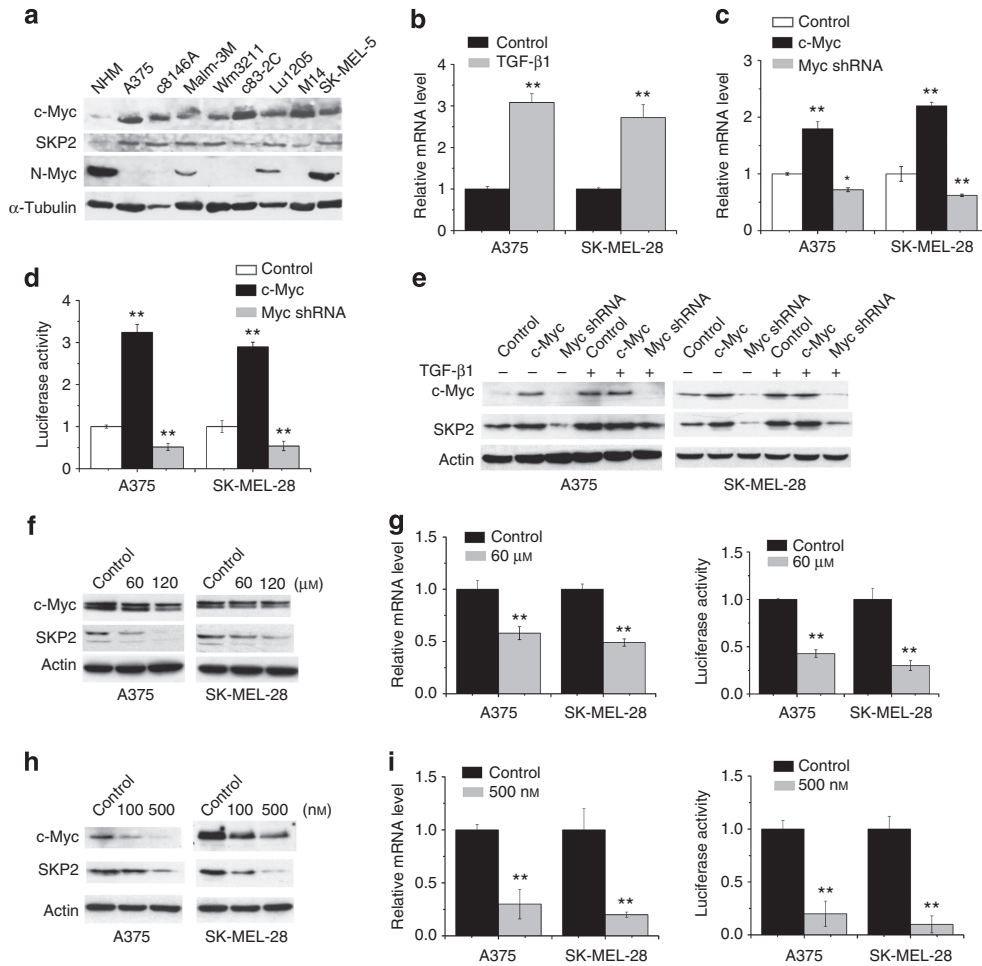 a
NHM A375 c8146A Malm-3M Wm3211 c83-2C Lu1205 M14 SK-MEL-5
c-Myc
SKP2
N-Myc
α-Tubulin
b
Control
TGF-β1
Relative mRNA level
5
4
3
2
1
0
** **
A375 SK-MEL-28
c
Control
c-Myc
Myc shRNA
Relative mRNA level
3
2
1
0
** * ** **
A375 SK-MEL-28
d
Control
c-Myc
Myc shRNA
Luciferase activity
4
3
2
1
0
** ** ** **
A375 SK-MEL-28
e
Control c-Myc Myc shRNA Control c-Myc Myc shRNA Control c-Myc Myc shRNA Control c-Myc Myc shRNA
TGF-β1 – – – + + + – – – + + +
c-Myc
SKP2
Actin
A375 SK-MEL-28
f
Control 60 120 Control 60 120 (μM)
c-Myc
SKP2
Actin
A375 SK-MEL-28
g
Control
60 μM
Relative mRNA level
1.5
1.0
0.5
0.0
** **
A375 SK-MEL-28
Control
60 μM
Luciferase activity
1.5
1.0
0.5
0.0
** **
A375 SK-MEL-28
h
Control 100 500 Control 100 500 (nM)
c-Myc
SKP2
Actin
A375 SK-MEL-28
i
Control
500 nM
Relative mRNA level
1.5
1.0
0.5
0.0
** **
A375 SK-MEL-28
Control
500 nM
Luciferase activity
1.5
1.0
0.5
0.0
** **
A375 SK-MEL-28